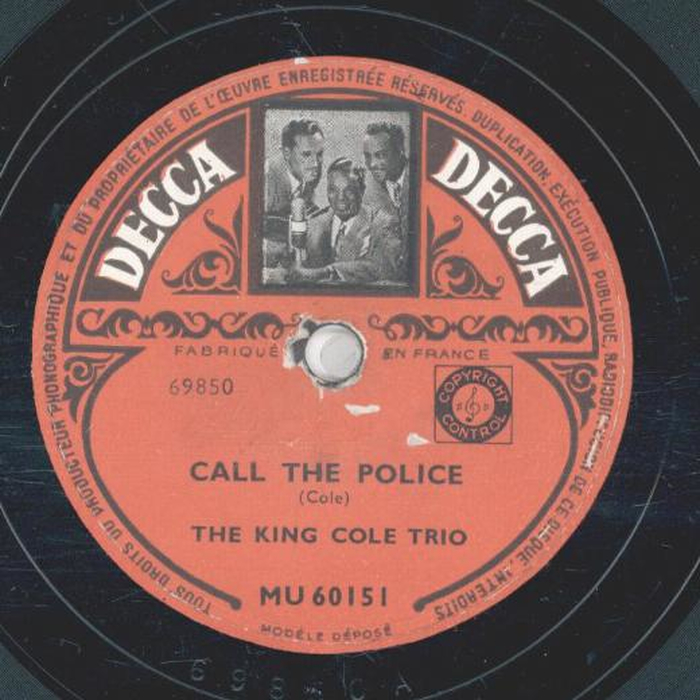 TOUS DROITS DU PRODUCTEUR PHONOGRAPHIQUE ET DU PROPRIÉTAIRE DE L'ŒUVRE ENREGISTRÉE RÉSERVÉS. DUPLICATION, EXÉCUTION PUBLIQUE, RADIODIFFUSION DE CE DISQUE INTERDITS
DECCA
DECCA
FABRIQUÉ EN FRANCE
69850
COPYRIGHT
CONTROL
CALL THE POLICE
(Cole)
THE KING COLE TRIO
MU 60151
MODÈLE DÉPOSÉ